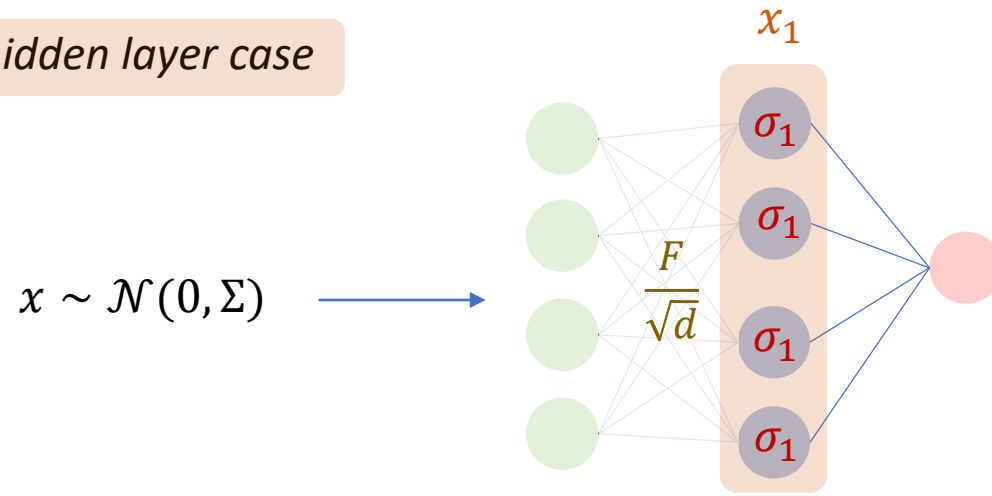 idden layer case
x₁
σ₁
σ₁
F
x ~ 𝒩(0, Σ)
√d
σ₁
σ₁